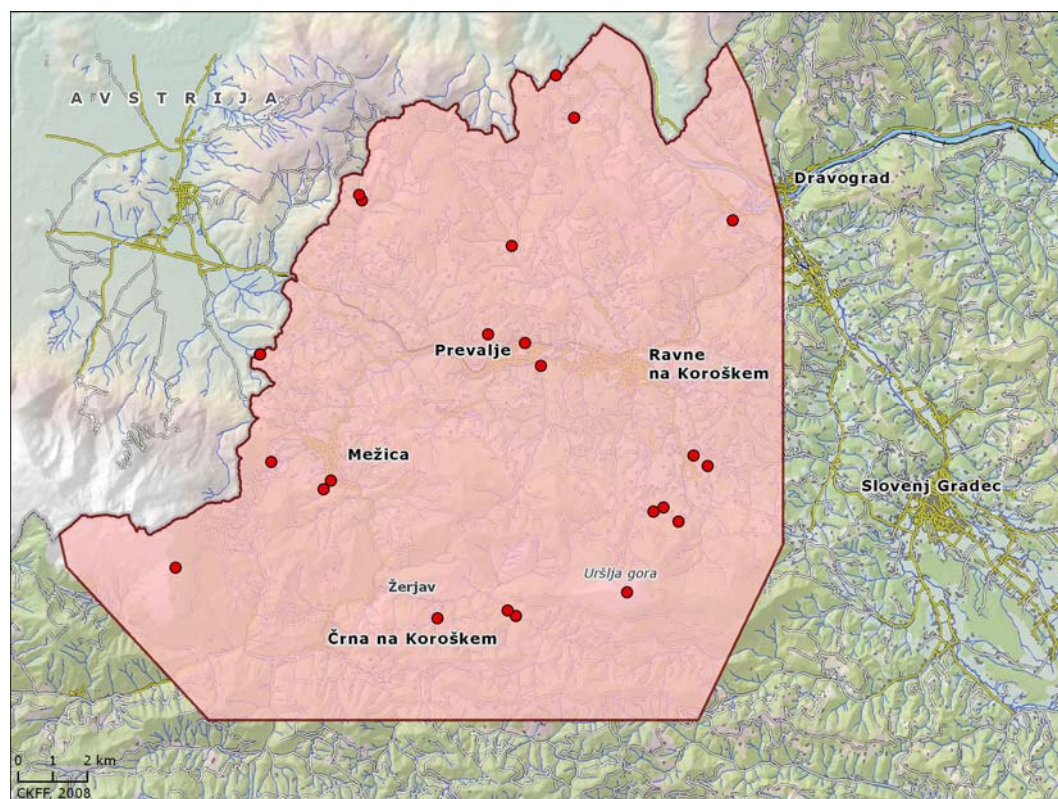 AVSTRIJA
Dravograd
Prevalje
Ravne
na Koroškem
Mežica
Slovenj Gradec
Uršlja gora
Žerjav
Črna na Koroškem
0 1 2 km
CKFF, 2008